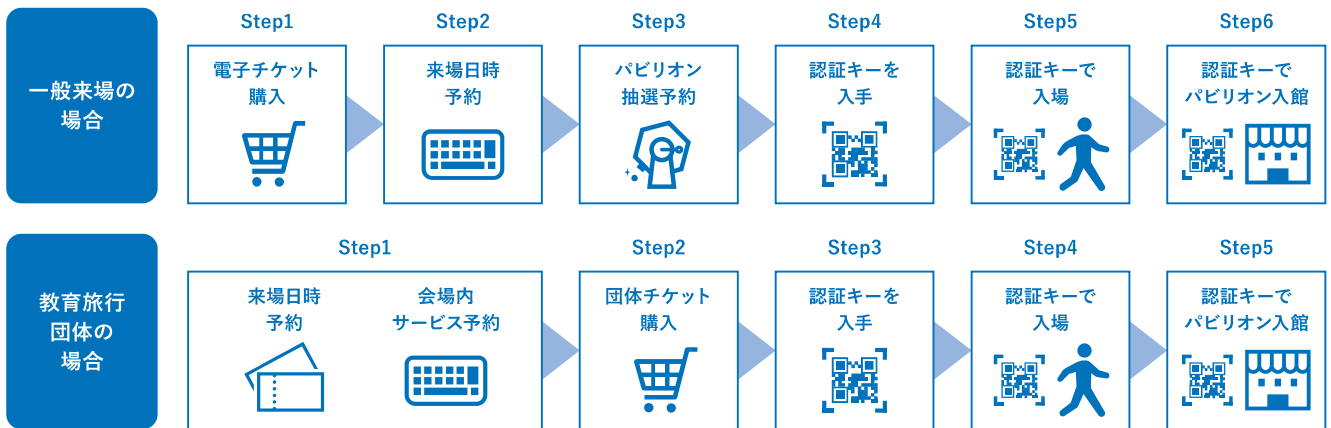 一般来場の
場合
Step1
電子チケット
購入
Step2
来場日時
予約
Step3
パビリオン
抽選予約
Step4
認証キーを
入手
Step5
認証キーで
入場
Step6
認証キーで
パビリオン入館
教育旅行
団体の
場合
Step1
来場日時
予約
会場内
サービス予約
Step2
団体チケット
購入
Step3
認証キーを
入手
Step4
認証キーで
入場
Step5
認証キーで
パビリオン入館